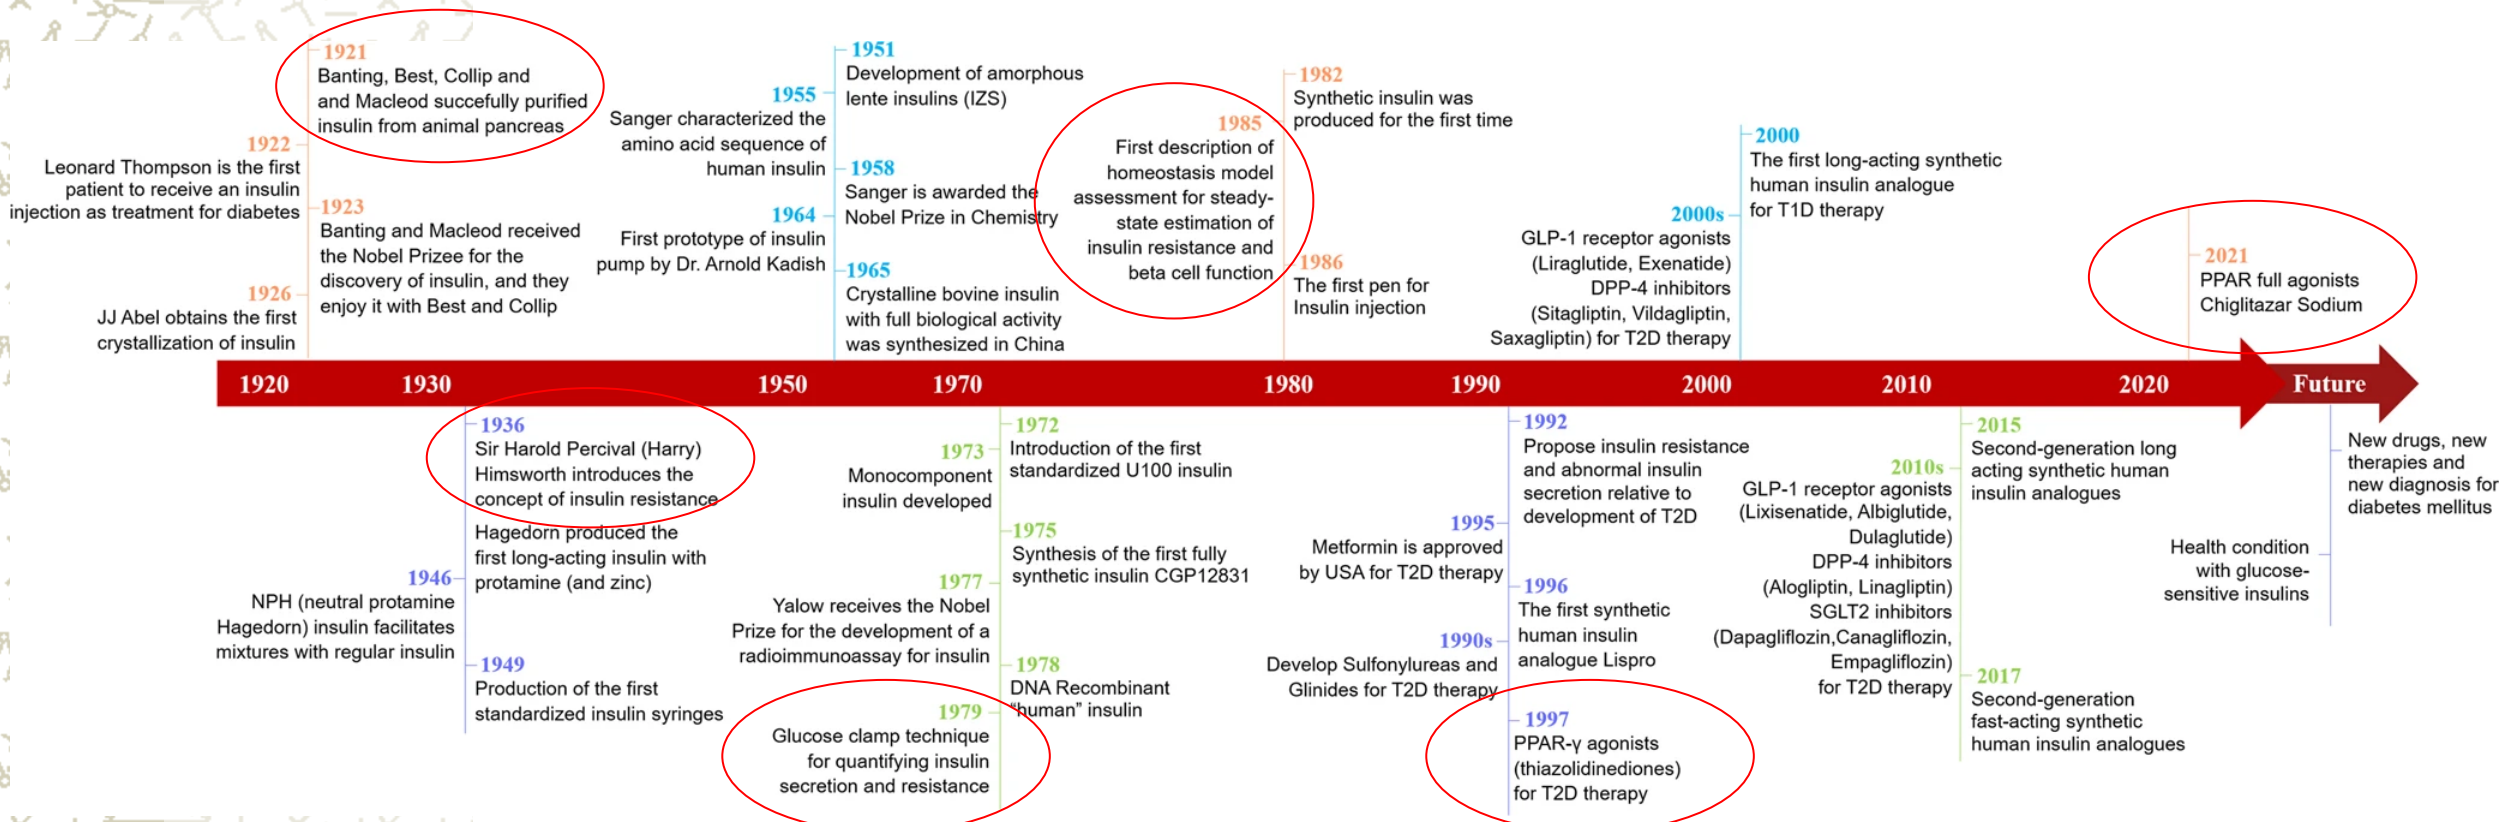 1921
Banting, Best, Collip and
and Macleod succefully purified
insulin from animal pancreas
1922
Leonard Thompson is the first
patient to receive an insulin
injection as treatment for diabetes
1923
Banting and Macleod received
the Nobel Prizee for the
discovery of insulin, and they
enjoy it with Best and Collip
1926
JJ Abel obtains the first
crystallization of insulin
1951
Development of amorphous
lente insulins (IZS)
1955
Sanger characterized the
amino acid sequence of
human insulin
1958
Sanger is awarded the
Nobel Prize in Chemistry
1964
First prototype of insulin
pump by Dr. Arnold Kadish
1965
Crystalline bovine insulin
with full biological activity
was synthesized in China
1982
Synthetic insulin was
produced for the first time
1985
First description of
homeostasis model
assessment for steady-
state estimation of
insulin resistance and
beta cell function
1986
The first pen for
Insulin injection
2000
The first long-acting synthetic
human insulin analogue
for T1D therapy
2000s
GLP-1 receptor agonists
(Liraglutide, Exenatide)
DPP-4 inhibitors
(Sitagliptin, Vildagliptin,
Saxagliptin) for T2D therapy
2021
PPAR full agonists
Chiglitazar Sodium
1920 1930 1950 1970 1980 1990 2000 2010 2020 Future
1936
Sir Harold Percival (Harry)
Himsworth introduces the
concept of insulin resistance
Hagedorn produced the
first long-acting insulin with
protamine (and zinc)
1946
NPH (neutral protamine
Hagedorn) insulin facilitates
mixtures with regular insulin
1949
Production of the first
standardized insulin syringes
1972
Introduction of the first
standardized U100 insulin
1973
Monocomponent
insulin developed
1975
Synthesis of the first fully
synthetic insulin CGP12831
1977
Yalow receives the Nobel
Prize for the development of a
radioimmunoassay for insulin
1978
DNA Recombinant
“human” insulin
1979
Glucose clamp technique
for quantifying insulin
secretion and resistance
1992
Propose insulin resistance
and abnormal insulin
secretion relative to
development of T2D
1995
Metformin is approved
by USA for T2D therapy
1996
The first synthetic
human insulin
analogue Lispro
1990s
Develop Sulfonylureas and
Glinides for T2D therapy
1997
PPAR-γ agonists
(thiazolidinediones)
for T2D therapy
2015
Second-generation long
acting synthetic human
insulin analogues
2010s
GLP-1 receptor agonists
(Lixisenatide, Albiglutide,
Dulaglutide)
DPP-4 inhibitors
(Alogliptin, Linagliptin)
SGLT2 inhibitors
(Dapagliflozin,Canagliflozin,
Empagliflozin)
for T2D therapy
2017
Second-generation
fast-acting synthetic
human insulin analogues
New drugs, new
therapies and
new diagnosis for
diabetes mellitus
Health condition
with glucose-
sensitive insulins